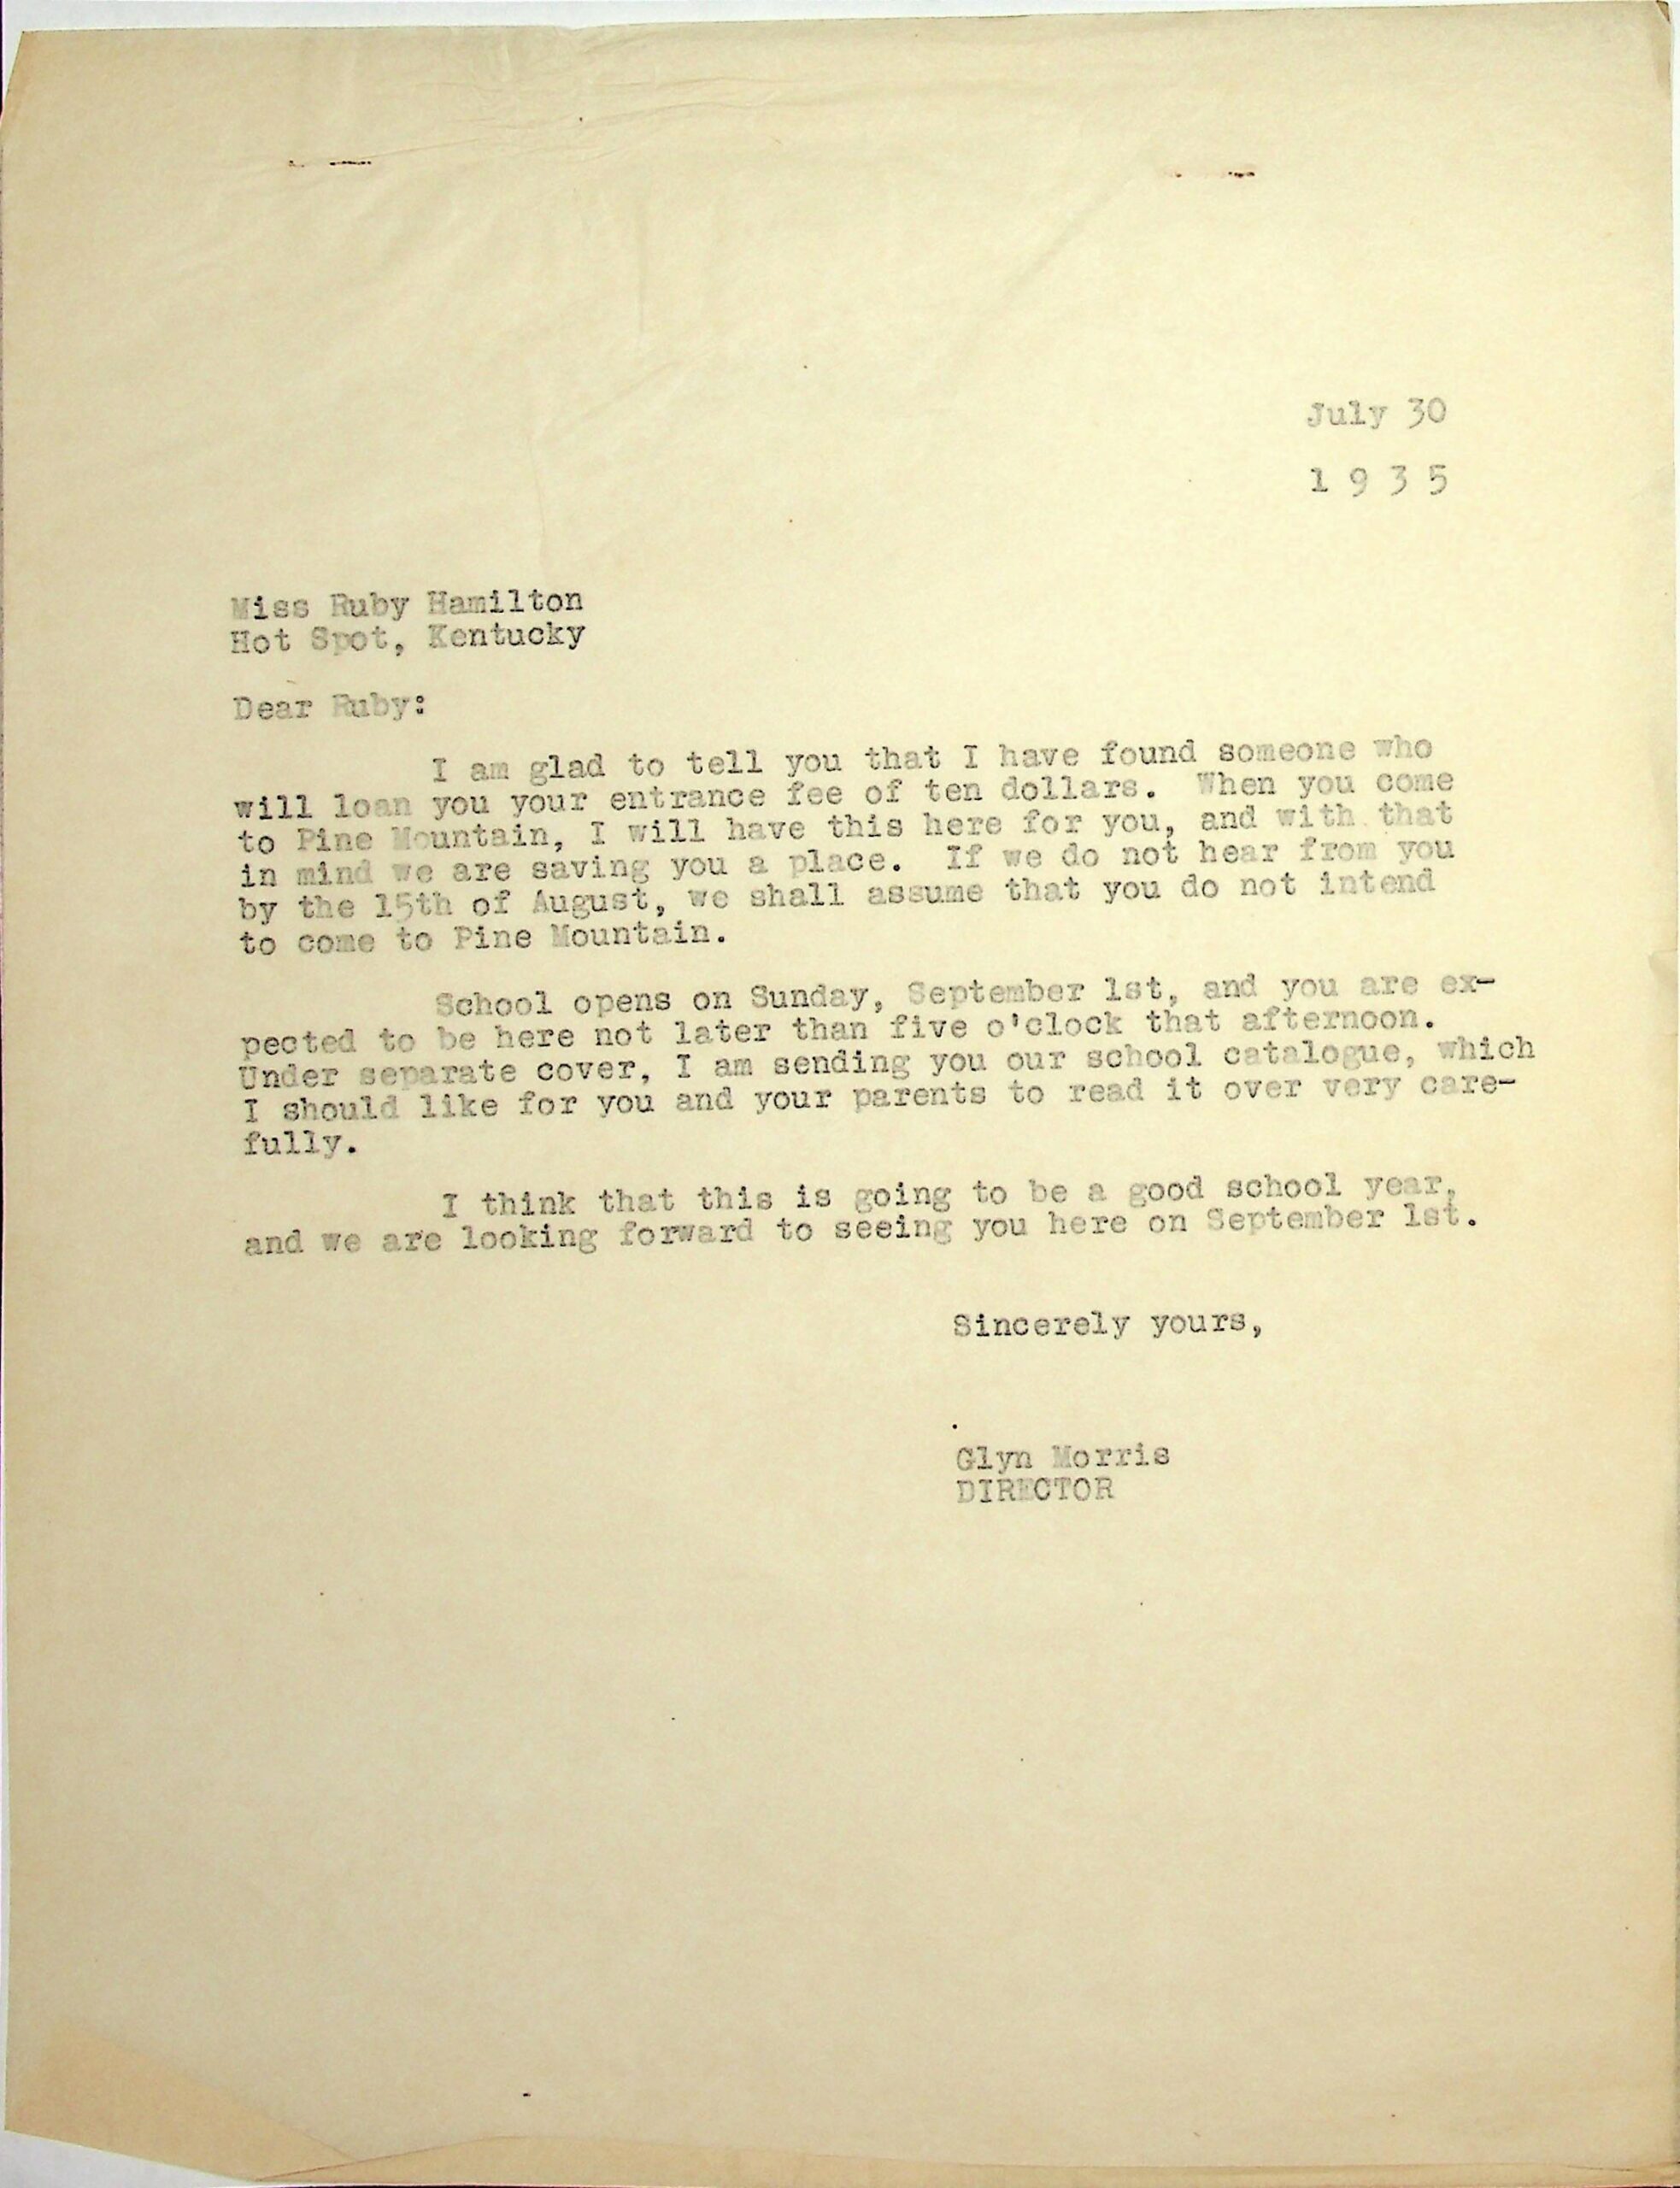 July 30
1 9 3 5
Miss Ruby Hamilton
Hot Spot, Kentucky
Dear Ruby:
I am glad to tell you that I have found someone who
will loan you your entrance fee of ten dollars. When you come
to Pine Mountain, I will have this here for you, and with that
in mind we are saving you a place. If we do not hear from you
by the 15th of August, we shall assume that you do not intend
to come to Pine Mountain.
School opens on Sunday, September 1st, and you are ex-
pected to be here not later than five o'clock that afternoon.
Under separate cover, I am sending you our school catalogue, which
I should like for you and your parents to read it over very care-
fully.
I think that this is going to be a good school year,
and we are looking forward to seeing you here on September 1st.
Sincerely yours,
Glyn Morris
DIRECTOR